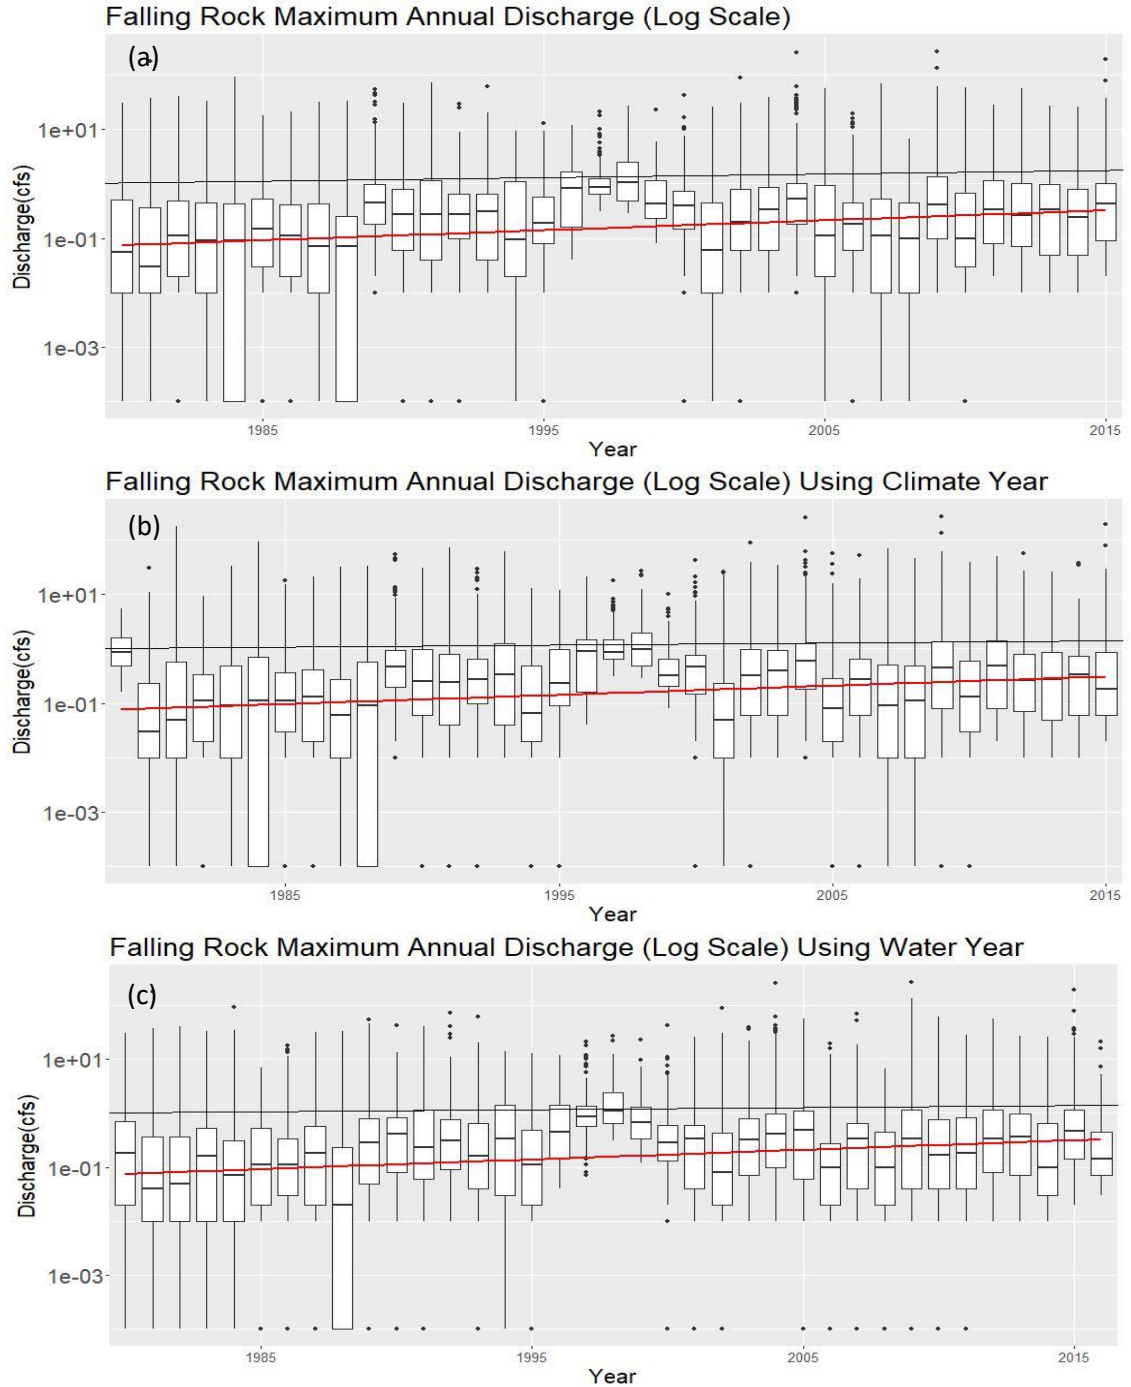 Falling Rock Maximum Annual Discharge (Log Scale)
(a)
1e+01
1e-01
1e-03
Discharge(cfs)
1985 1995 2005 2015
Year
Falling Rock Maximum Annual Discharge (Log Scale) Using Climate Year
(b)
1e+01
1e-01
1e-03
Discharge(cfs)
1985 1995 2005 2015
Year
Falling Rock Maximum Annual Discharge (Log Scale) Using Water Year
(c)
1e+01
1e-01
1e-03
Discharge(cfs)
1985 1995 2005 2015
Year